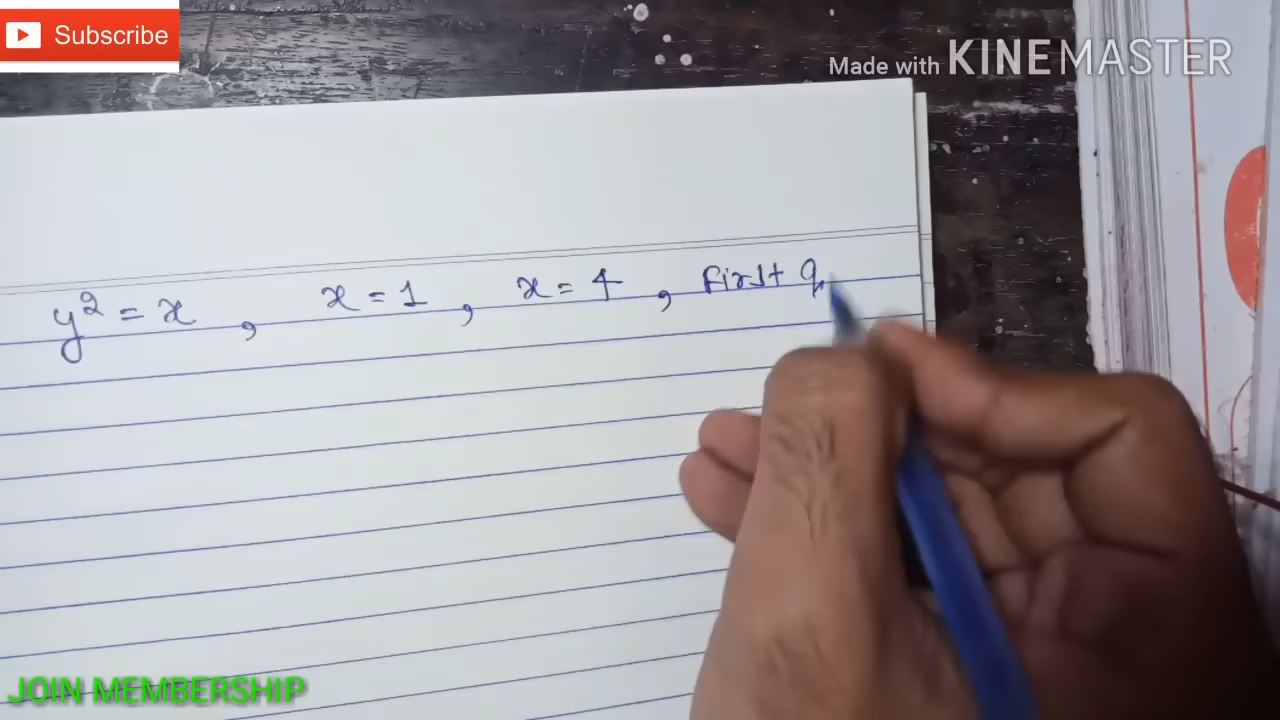 Subscribe
Made with KINEMASTER
y² = x , x = 1 , x = 4 , First q
JOIN MEMBERSHIP